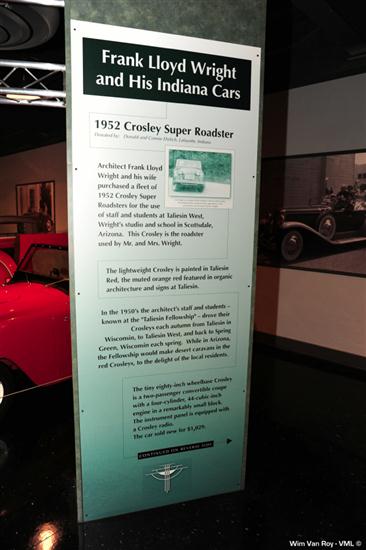 Frank Lloyd Wright
and His Indiana Cars
1952 Crosley Super Roadster
Donated by: Donald and Connie Ehrlich, Lafayette, Indiana
Architect Frank Lloyd
Wright and his wife
purchased a fleet of
1952 Crosley Super
Roadsters for the use
of staff and students at Taliesin West,
Wright's studio and school in Scottsdale,
Arizona. This Crosley is the roadster
used by Mr. and Mrs. Wright.
The lightweight Crosley is painted in Taliesin
Red, the muted orange red featured in organic
architecture and signs at Taliesin.
In the 1950's the architect's staff and students –
known at the "Taliesin Fellowship" – drove their
Crosleys each autumn from Taliesin in
Wisconsin, to Taliesin West, and back to Spring
Green, Wisconsin each spring. While in Arizona,
the Fellowship would make desert caravans in the
red Crosleys, to the delight of the local residents.
The tiny eighty-inch wheelbase Crosley
is a two-passenger convertible coupe
with a four-cylinder, 44-cubic-inch
engine in a remarkably small block.
The instrument panel is equipped with
a Crosley radio.
The car sold new for $1,029.
CONTINUED ON REVERSE SIDE
Wim Van Roy - VML ©